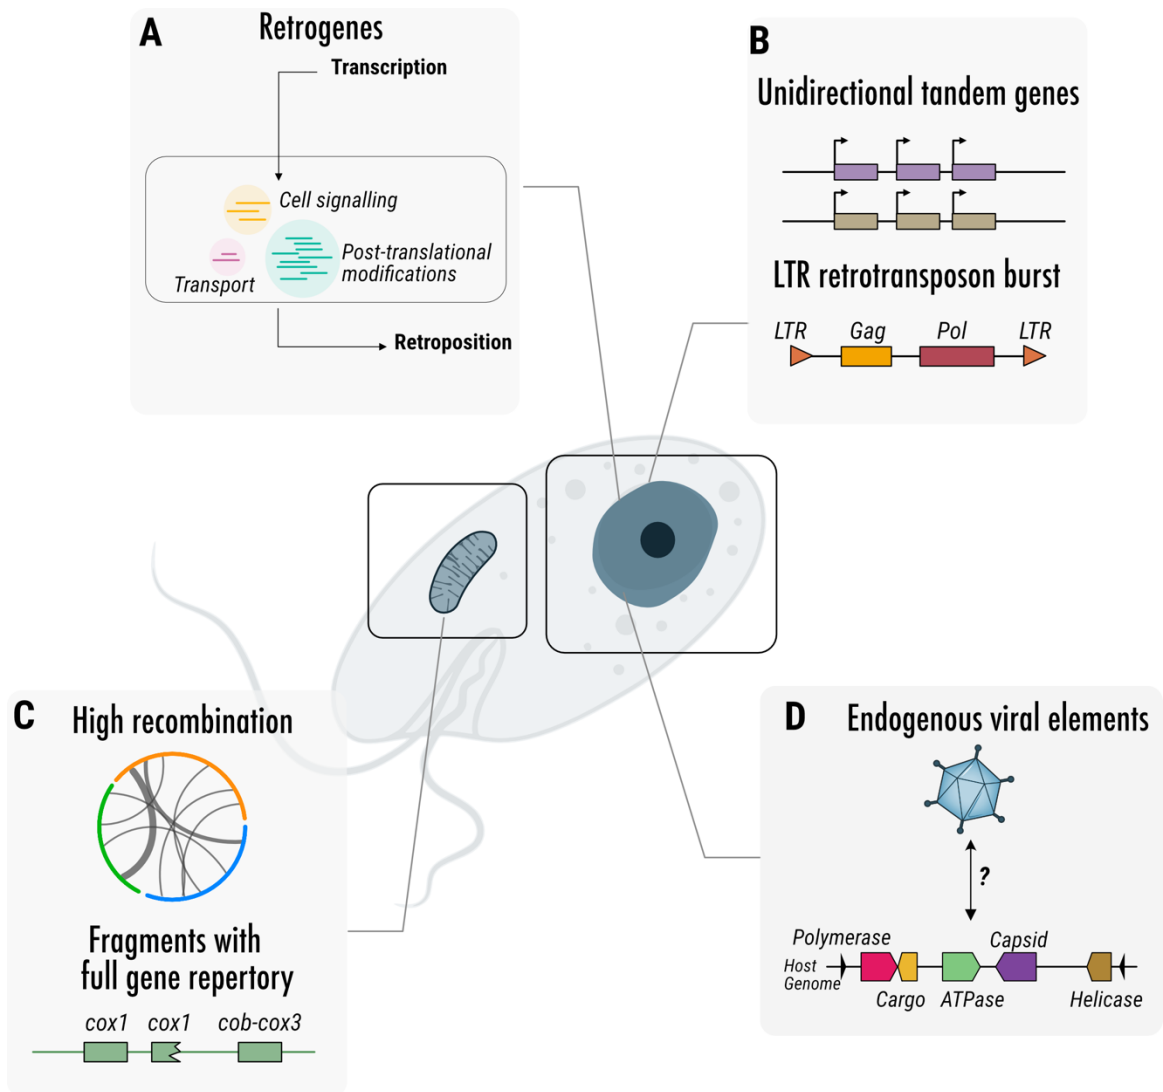 A
Retrogenes
Transcription
Cell signalling
Post-translational
modifications
Transport
Retroposition
B
Unidirectional tandem genes
LTR retrotransposon burst
LTR Gag Pol LTR
C
High recombination
Fragments with
full gene repertory
cox1 cox1 cob-cox3
D
Endogenous viral elements
?
Polymerase Capsid
Host
Genome
Cargo ATPase Helicase